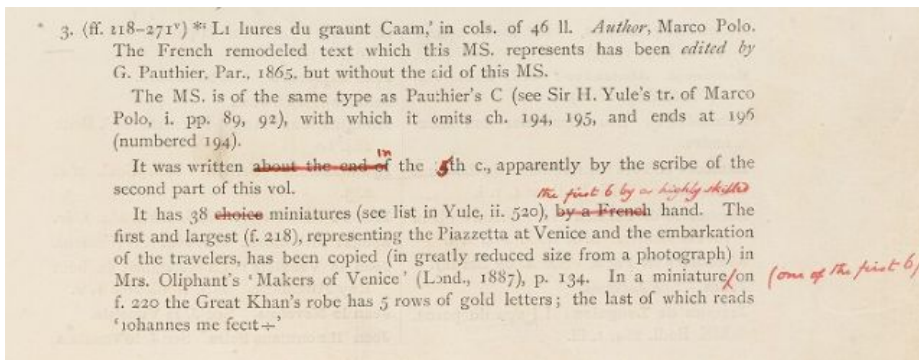 3. (ff. 218–271ᵛ) *‘ Li liures du graunt Caam,’ in cols. of 46 ll. Author, Marco Polo.
The French remodeled text which this MS. represents has been edited by
G. Pauthier, Par., 1865, but without the aid of this MS.
The MS. is of the same type as Pauthier's C (see Sir H. Yule's tr. of Marco
Polo, i. pp. 89, 92), with which it omits ch. 194, 195, and ends at 196
(numbered 194).
in
It was written about the end of the 5th c., apparently by the scribe of the
second part of this vol.
the first 6 by a highly skilled
It has 38 choice miniatures (see list in Yule, ii. 520), by a French hand. The
first and largest (f. 218), representing the Piazzetta at Venice and the embarkation
of the travelers, has been copied (in greatly reduced size from a photograph) in
Mrs. Oliphant's ‘Makers of Venice’ (Lond., 1887), p. 134. In a miniature/on (one of the first 6)
f. 220 the Great Khan's robe has 5 rows of gold letters; the last of which reads
‘iohannes me fecit÷’